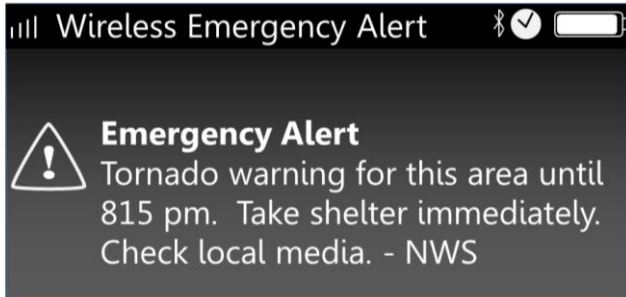 Wireless Emergency Alert
Emergency Alert
Tornado warning for this area until
815 pm.  Take shelter immediately.
Check local media. - NWS